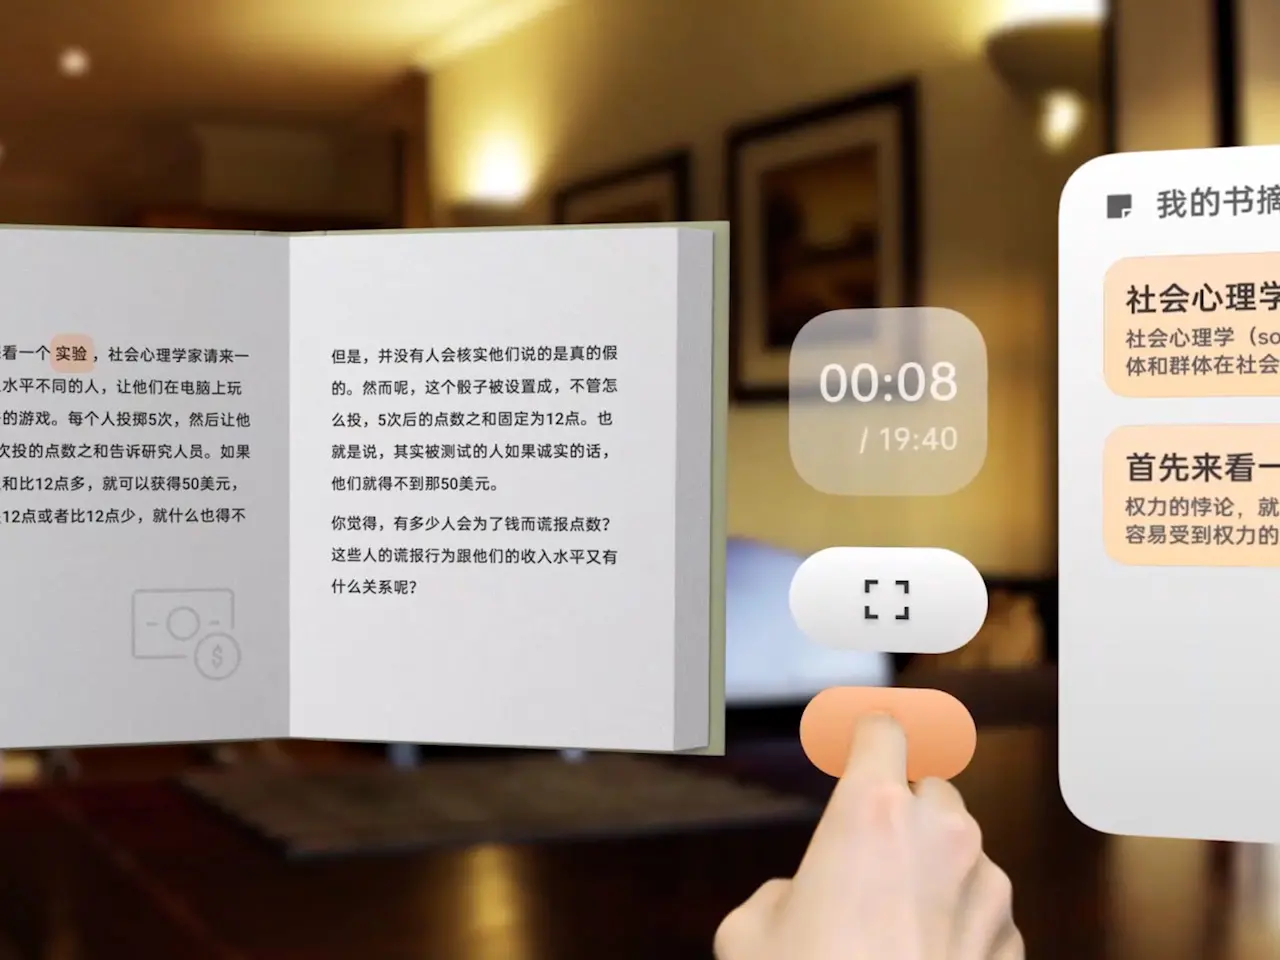 看一个实验，社会心理学家请来一
水平不同的人，让他们在电脑上玩
的游戏。每个人投掷5次，然后让他
次投的点数之和告诉研究人员。如果
和比12点多，就可以获得50美元，
12点或者比12点少，就什么也得不
但是，并没有人会核实他们说的是真的假
的。然而呢，这个骰子被设置成，不管怎
么投，5次后的点数之和固定为12点。也
就是说，其实被测试的人如果诚实的话，
他们就得不到那50美元。
你觉得，有多少人会为了钱而谎报点数？
这些人的谎报行为跟他们的收入水平又有
什么关系呢？
$
00:08
/ 19:40
我的书摘
社会心理学
社会心理学（so
体和群体在社会
首先来看一
权力的悖论，就
容易受到权力的